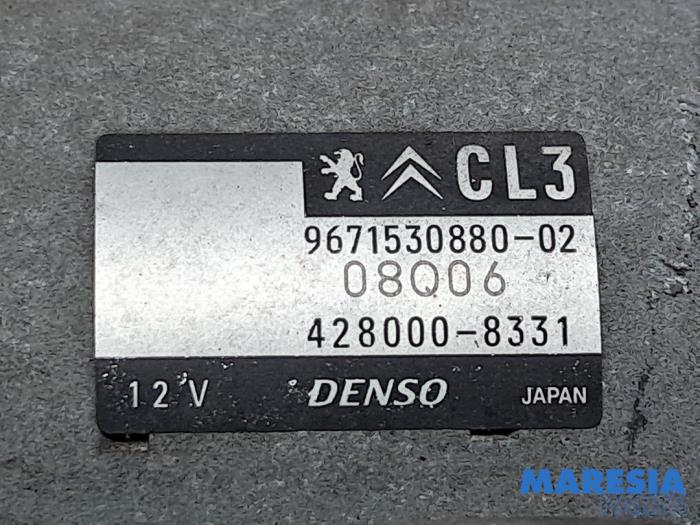 CL3
9671530880-02
08Q06
428000-8331
12V DENSO JAPAN
MARESIA